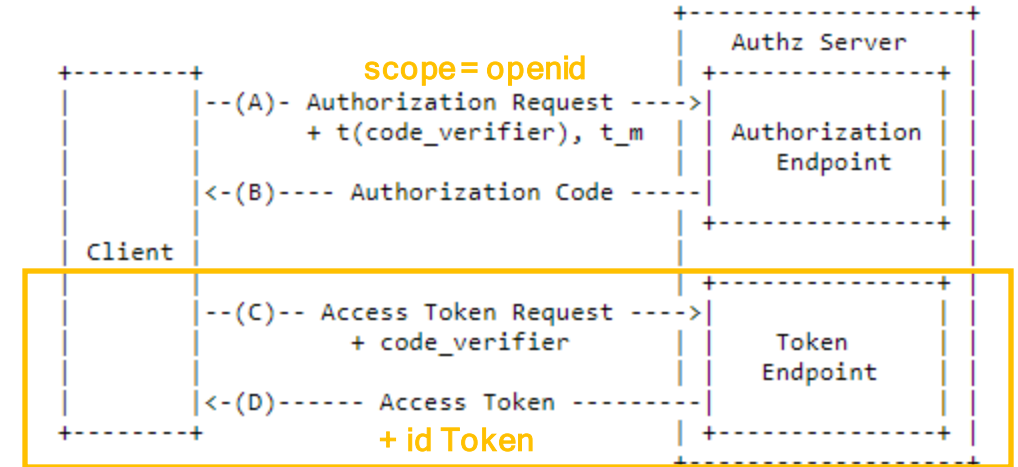 Authz Server
scope= openid
--(A)- Authorization Request ---->
+ t(code_verifier), t_m
Authorization
Endpoint
<-(B)---- Authorization Code -----
Client
--(C)-- Access Token Request ---->
+ code_verifier
Token
Endpoint
<-(D)------ Access Token ---------
+ id Token